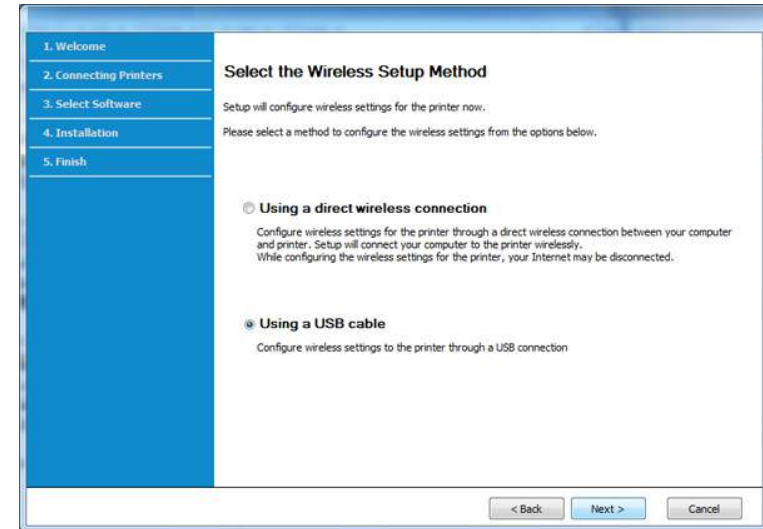 1. Welcome
2. Connecting Printers
3. Select Software
4. Installation
5. Finish
Select the Wireless Setup Method
Setup will configure wireless settings for the printer now.
Please select a method to configure the wireless settings from the options below.
Using a direct wireless connection
Configure wireless settings for the printer through a direct wireless connection between your computer
and printer. Setup will connect your computer to the printer wirelessly.
While configuring the wireless settings for the printer, your Internet may be disconnected.
Using a USB cable
Configure wireless settings to the printer through a USB connection
< Back Next > Cancel